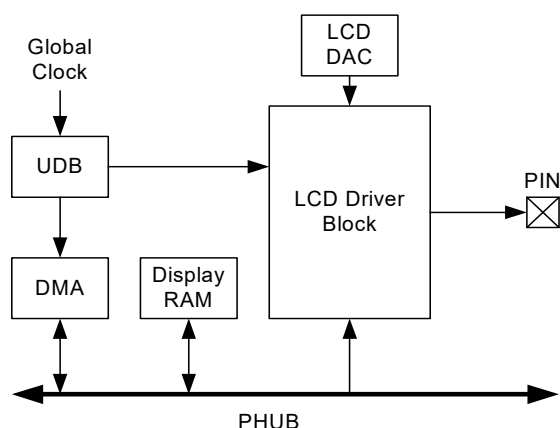 LCD
DAC
Global
Clock
UDB
LCD Driver
Block
PIN
DMA
Display
RAM
PHUB